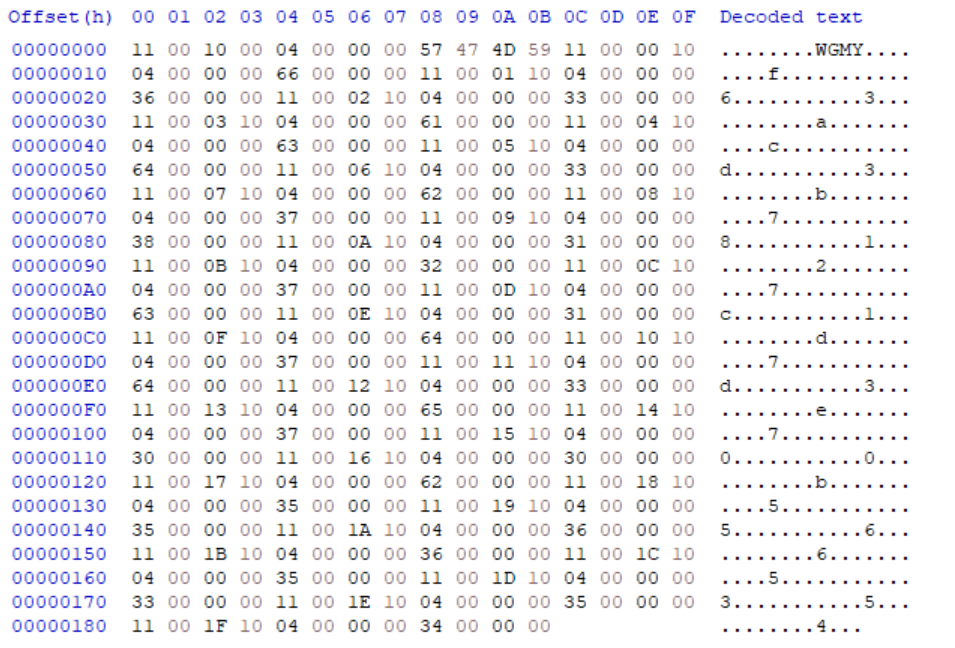 Offset(h) 00 01 02 03 04 05 06 07 08 09 0A 0B 0C 0D 0E 0F Decoded text
00000000 11 00 10 00 04 00 00 00 57 47 4D 59 11 00 00 10 ........WGMY....
00000010 04 00 00 00 66 00 00 00 11 00 01 10 04 00 00 00 ....f...........
00000020 36 00 00 00 11 00 02 10 04 00 00 00 33 00 00 00 6...........3...
00000030 11 00 03 10 04 00 00 00 61 00 00 00 11 00 04 10 ........a.......
00000040 04 00 00 00 63 00 00 00 11 00 05 10 04 00 00 00 ....c...........
00000050 64 00 00 00 11 00 06 10 04 00 00 00 33 00 00 00 d...........3...
00000060 11 00 07 10 04 00 00 00 62 00 00 00 11 00 08 10 ........b.......
00000070 04 00 00 00 37 00 00 00 11 00 09 10 04 00 00 00 ....7...........
00000080 38 00 00 00 11 00 0A 10 04 00 00 00 31 00 00 00 8...........1...
00000090 11 00 0B 10 04 00 00 00 32 00 00 00 11 00 0C 10 ........2.......
000000A0 04 00 00 00 37 00 00 00 11 00 0D 10 04 00 00 00 ....7...........
000000B0 63 00 00 00 11 00 0E 10 04 00 00 00 31 00 00 00 c...........1...
000000C0 11 00 0F 10 04 00 00 00 64 00 00 00 11 00 10 10 ........d.......
000000D0 04 00 00 00 37 00 00 00 11 00 11 10 04 00 00 00 ....7...........
000000E0 64 00 00 00 11 00 12 10 04 00 00 00 33 00 00 00 d...........3...
000000F0 11 00 13 10 04 00 00 00 65 00 00 00 11 00 14 10 ........e.......
00000100 04 00 00 00 37 00 00 00 11 00 15 10 04 00 00 00 ....7...........
00000110 30 00 00 00 11 00 16 10 04 00 00 00 30 00 00 00 0...........0...
00000120 11 00 17 10 04 00 00 00 62 00 00 00 11 00 18 10 ........b.......
00000130 04 00 00 00 35 00 00 00 11 00 19 10 04 00 00 00 ....5...........
00000140 35 00 00 00 11 00 1A 10 04 00 00 00 36 00 00 00 5...........6...
00000150 11 00 1B 10 04 00 00 00 36 00 00 00 11 00 1C 10 ........6.......
00000160 04 00 00 00 35 00 00 00 11 00 1D 10 04 00 00 00 ....5...........
00000170 33 00 00 00 11 00 1E 10 04 00 00 00 35 00 00 00 3...........5...
00000180 11 00 1F 10 04 00 00 00 34 00 00 00 ........4...